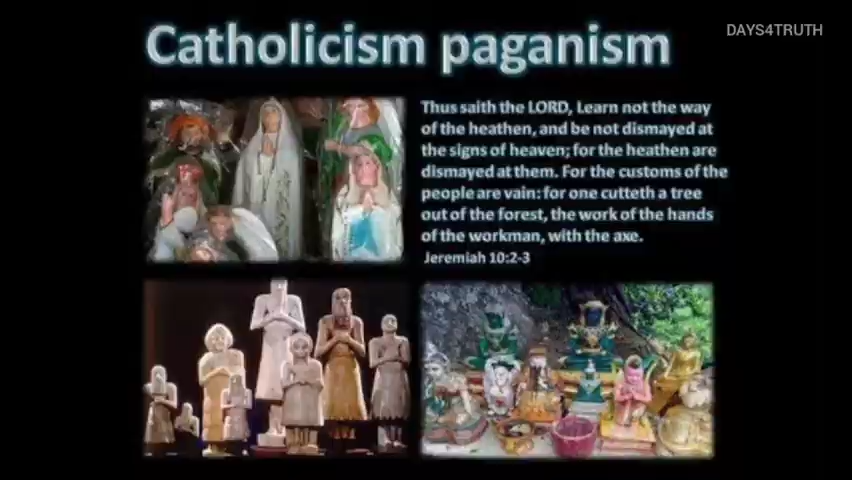 DAYS4TRUTH
Catholicism paganism
Thus saith the LORD, Learn not the way
of the heathen, and be not dismayed at
the signs of heaven; for the heathen are
dismayed at them. For the customs of the
people are vain: for one cutteth a tree
out of the forest, the work of the hands
of the workman, with the axe.
Jeremiah 10:2-3